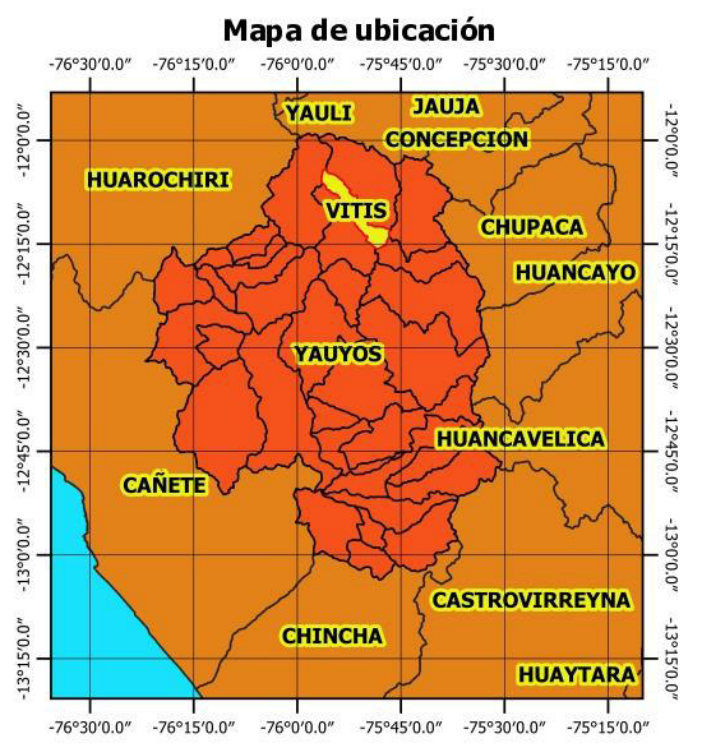 Mapa de ubicación
-76°30'0.0" -76°15'0.0" -76°0'0.0" -75°45'0.0" -75°30'0.0" -75°15'0.0"
YAULI JAUJA
-12°0'0.0" CONCEPCION -12°0'0.0"
HUAROCHIRI
VITIS
CHUPACA
-12°15'0.0" -12°15'0.0"
HUANCAYO
-12°30'0.0" YAUYOS -12°30'0.0"
HUANCAVELICA
-12°45'0.0" -12°45'0.0"
CAÑETE
-13°0'0.0" -13°0'0.0"
CASTROVIRREYNA
CHINCHA
-13°15'0.0" -13°15'0.0"
HUAYTARA
-76°30'0.0" -76°15'0.0" -76°0'0.0" -75°45'0.0" -75°30'0.0" -75°15'0.0"